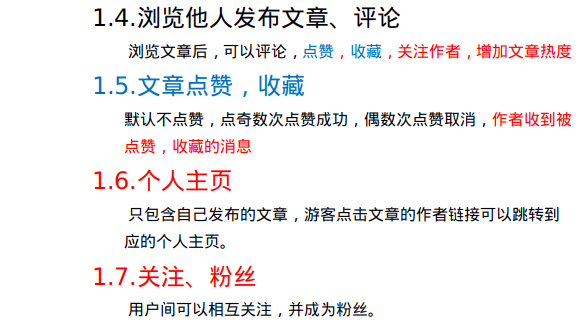 1.4.浏览他人发布文章、评论
浏览文章后，可以评论，点赞，收藏，关注作者，增加文章热度
1.5.文章点赞，收藏
默认不点赞，点奇数次点赞成功，偶数次点赞取消，作者收到被
点赞，收藏的消息
1.6.个人主页
只包含自己发布的文章，游客点击文章的作者链接可以跳转到
应的个人主页。
1.7.关注、粉丝
用户间可以相互关注，并成为粉丝。